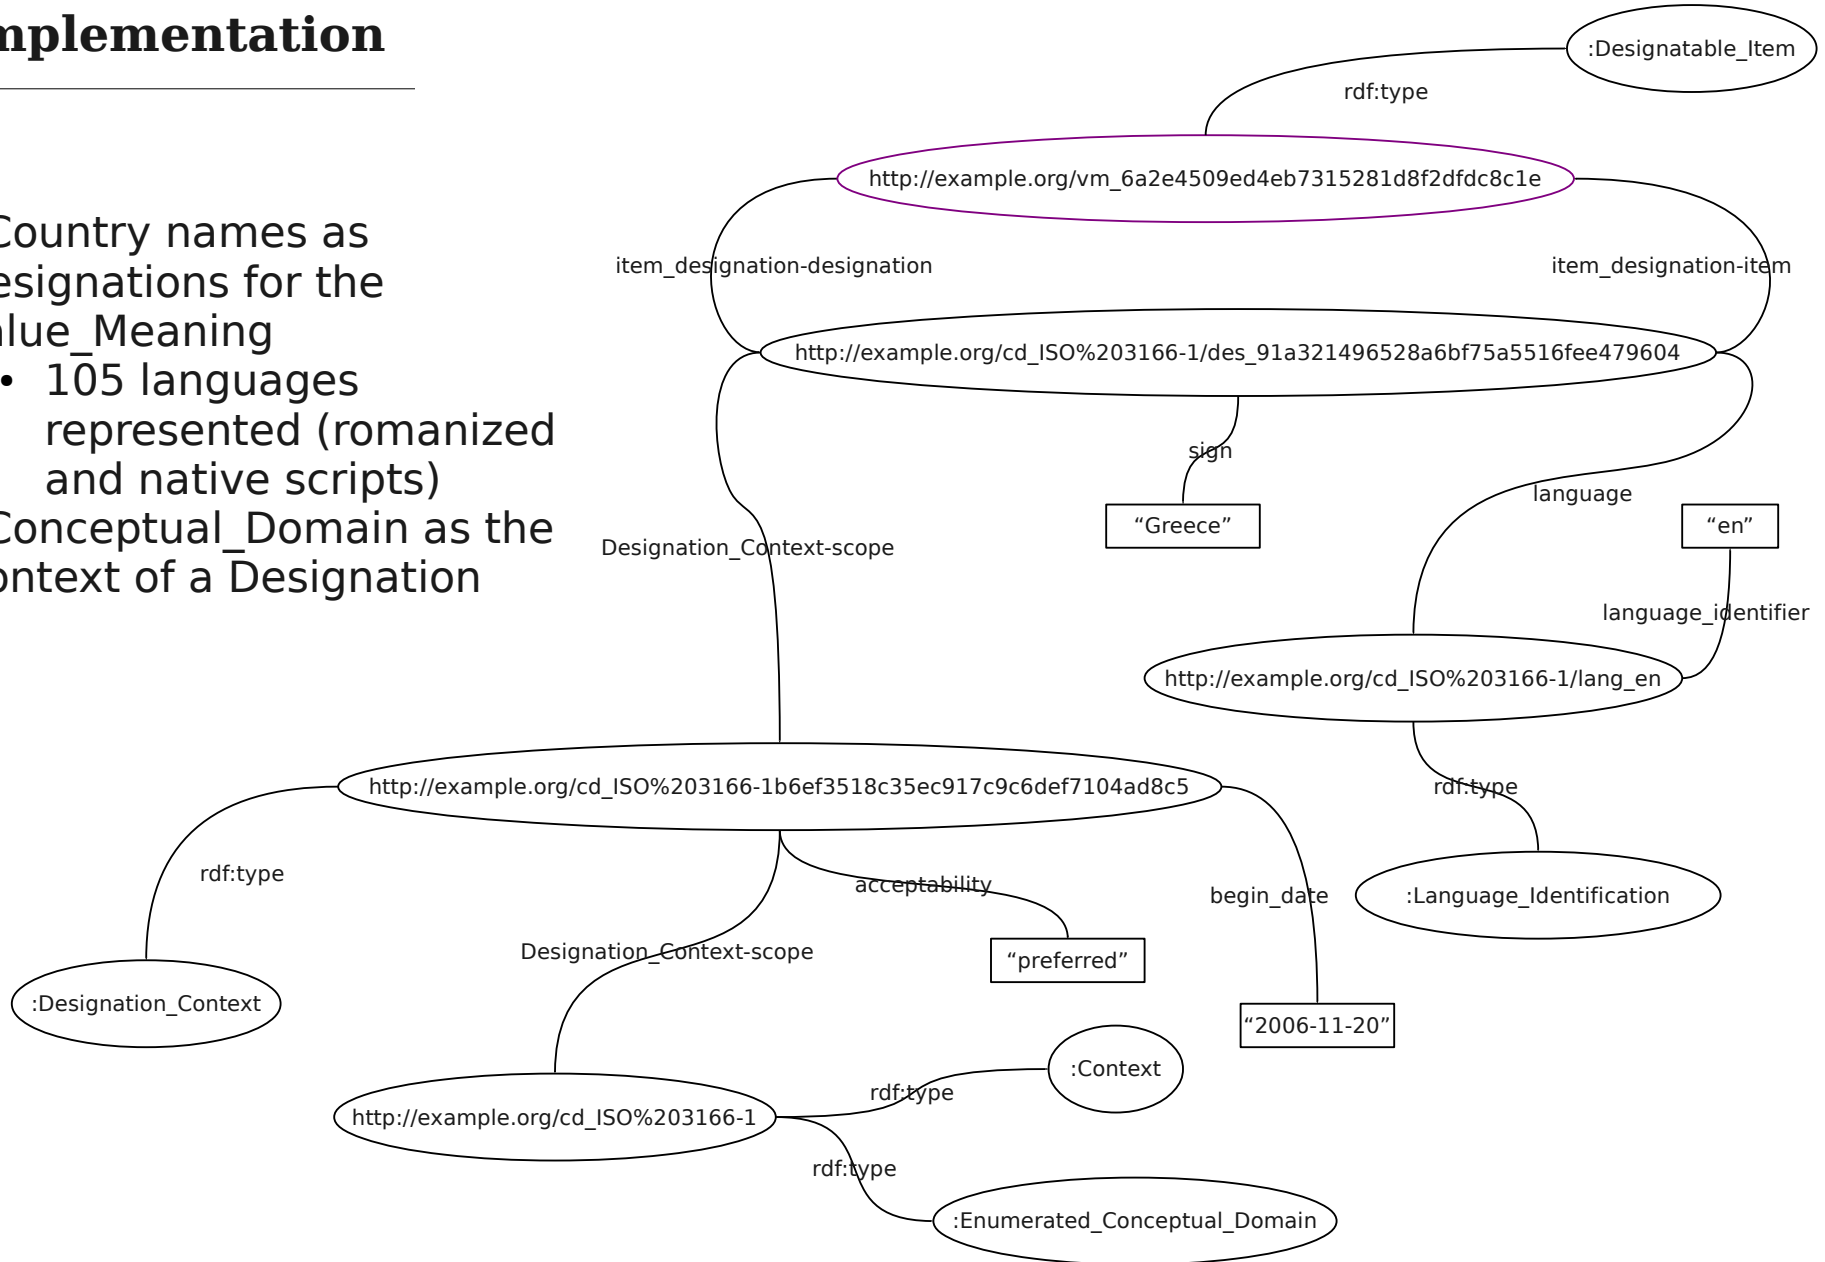 mplementation
Country names as
esignations for the
alue_Meaning
• 105 languages
represented (romanized
and native scripts)
Conceptual_Domain as the
ontext of a Designation
:Designatable_Item
rdf:type
http://example.org/vm_6a2e4509ed4eb7315281d8f2dfdc8c1e
item_designation-designation
item_designation-item
http://example.org/cd_ISO%203166-1/des_91a321496528a6bf75a5516fee479604
sign
language
“Greece”
“en”
Designation_Context-scope
language_identifier
http://example.org/cd_ISO%203166-1/lang_en
http://example.org/cd_ISO%203166-1b6ef3518c35ec917c9c6def7104ad8c5
rdf:type
rdf:type
acceptability
begin_date
:Language_Identification
Designation_Context-scope
“preferred”
:Designation_Context
“2006-11-20”
:Context
rdf:type
http://example.org/cd_ISO%203166-1
rdf:type
:Enumerated_Conceptual_Domain